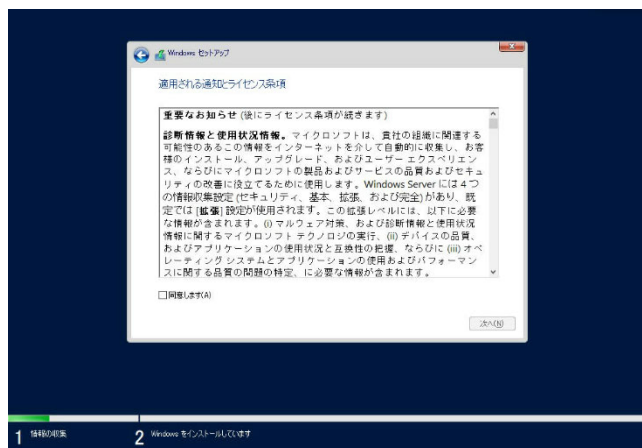 Windows セットアップ
適用される通知とライセンス条項
重要なお知らせ (後にライセンス条項が続きます)
診断情報と使用状況情報。マイクロソフトは、貴社の組織に関連する
可能性のあるこの情報をインターネットを介して自動的に収集し、お客
様のインストール、アップグレード、およびユーザー エクスペリエン
ス、ならびにマイクロソフトの製品およびサービスの品質およびセキュ
リティの改善に役立てるために使用します。Windows Server には 4 つ
の情報収集設定 (セキュリティ、基本、拡張、および完全) があり、既
定では [拡張] 設定が使用されます。この拡張レベルには、以下に必要
な情報が含まれます。(i) マルウェア対策、および診断情報と使用状況
情報に関するマイクロソフト テクノロジの実行、(ii) デバイスの品質、
およびアプリケーションの使用状況と互換性の把握、ならびに (iii) オペ
レーティング システムとアプリケーションの使用およびパフォーマン
スに関する品質の問題の特定、に必要な情報が含まれます。
同意します(A)
次へ(N)
1 情報の収集
2 Windows をインストールしています